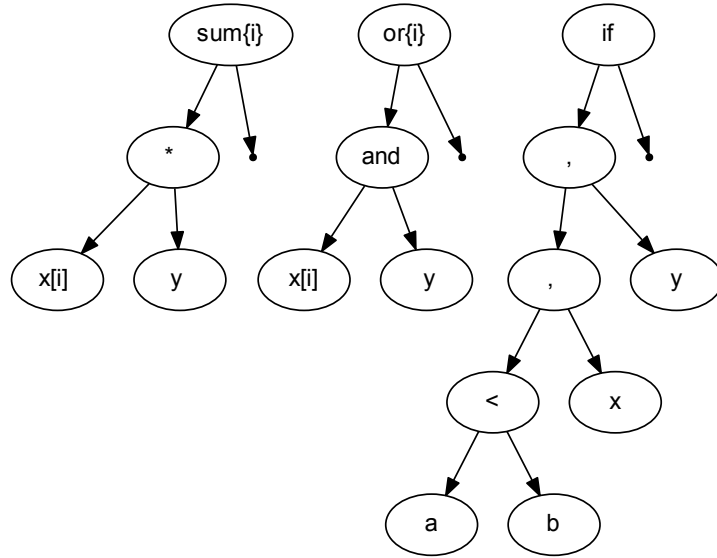 sum{i} or{i} if
* and ,
x[i] y x[i] y , y
< x
a b